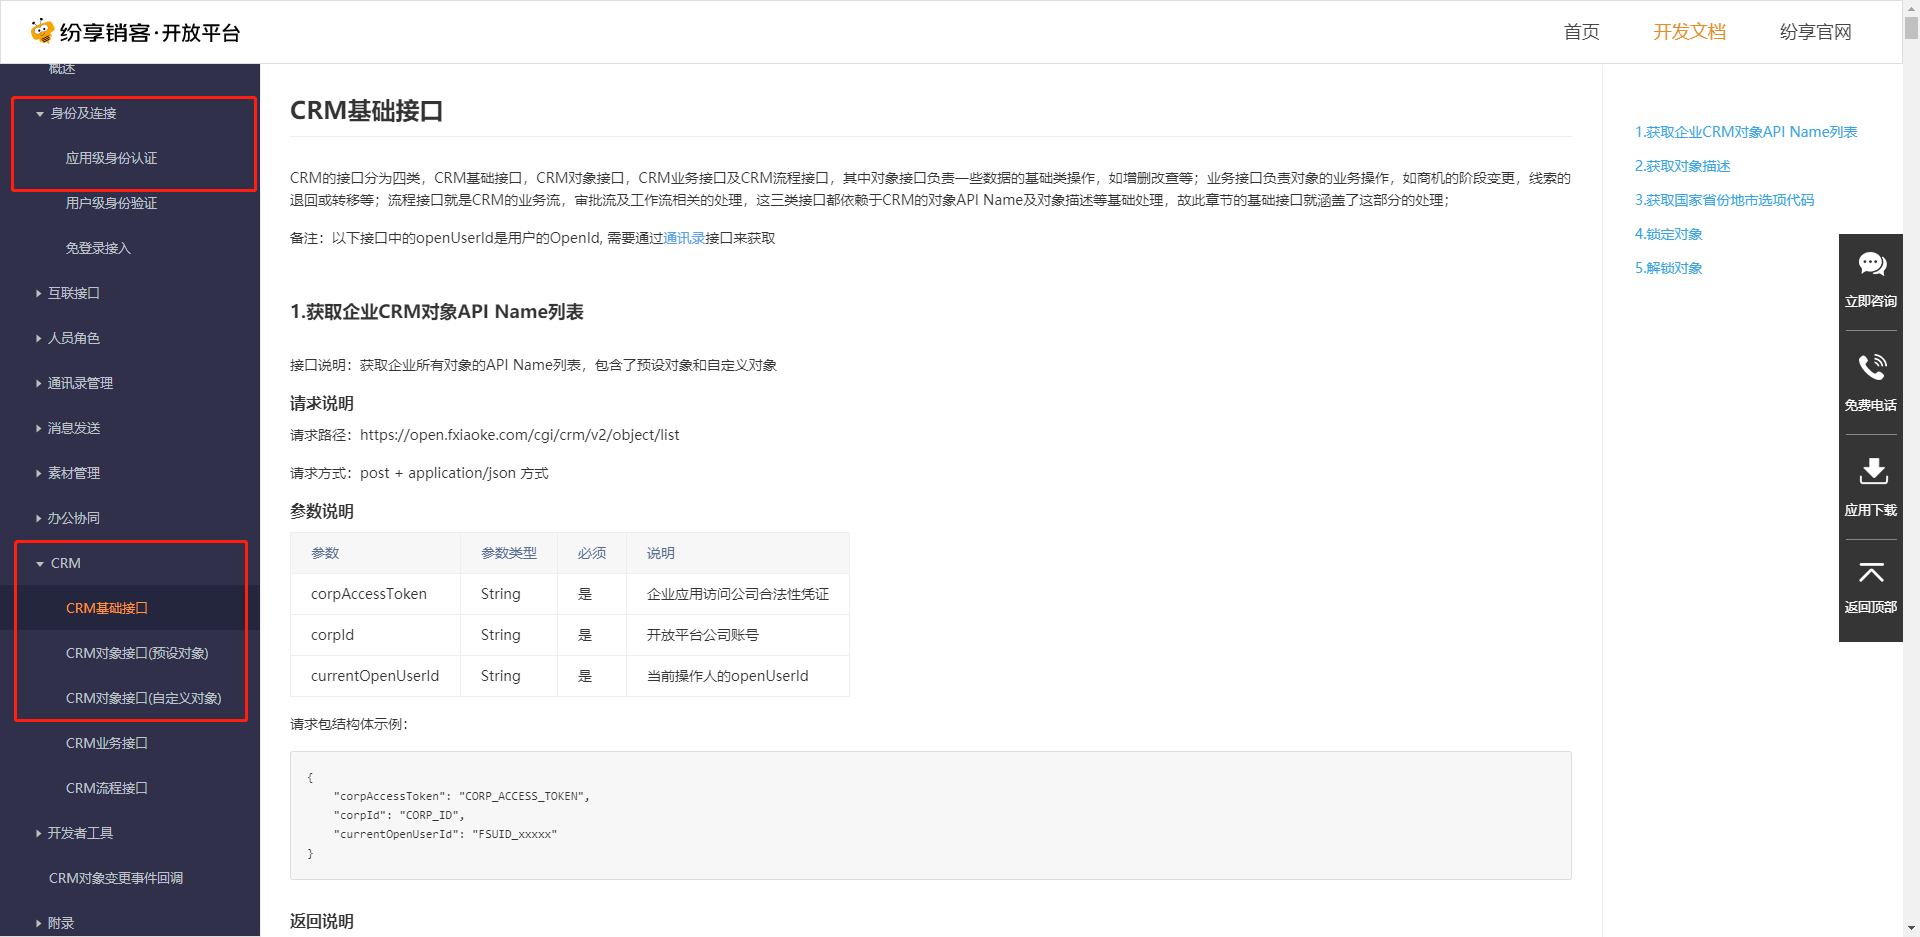 纷享销客·开放平台
首页
开发文档
纷享官网
概述
身份及连接
应用级身份认证
用户级身份验证
免登录接入
互联接口
人员角色
通讯录管理
消息发送
素材管理
办公协同
CRM
CRM基础接口
CRM对象接口(预设对象)
CRM对象接口(自定义对象)
CRM业务接口
CRM流程接口
开发者工具
CRM对象变更事件回调
附录
CRM基础接口
CRM的接口分为四类，CRM基础接口，CRM对象接口，CRM业务接口及CRM流程接口，其中对象接口负责一些数据的基础类操作，如增删改查等；业务接口负责对象的业务操作，如商机的阶段变更，线索的
退回或转移等；流程接口就是CRM的业务流，审批流及工作流相关的处理，这三类接口都依赖于CRM的对象API Name及对象描述等基础处理，故此章节的基础接口就涵盖了这部分的处理；
备注：以下接口中的openUserId是用户的OpenId, 需要通过通讯录接口来获取
1.获取企业CRM对象API Name列表
接口说明：获取企业所有对象的API Name列表，包含了预设对象和自定义对象
请求说明
请求路径：https://open.fxiaoke.com/cgi/crm/v2/object/list
请求方式：post + application/json 方式
参数说明
参数 参数类型 必须 说明
corpAccessToken String 是 企业应用访问公司合法性凭证
corpId String 是 开放平台公司账号
currentOpenUserId String 是 当前操作人的openUserId
请求包结构体示例：
{
"corpAccessToken": "CORP_ACCESS_TOKEN",
"corpId": "CORP_ID",
"currentOpenUserId": "FSUID_xxxxx"
}
返回说明
1.获取企业CRM对象API Name列表
2.获取对象描述
3.获取国家省份地市选项代码
4.锁定对象
5.解锁对象
立即咨询
免费电话
应用下载
返回顶部